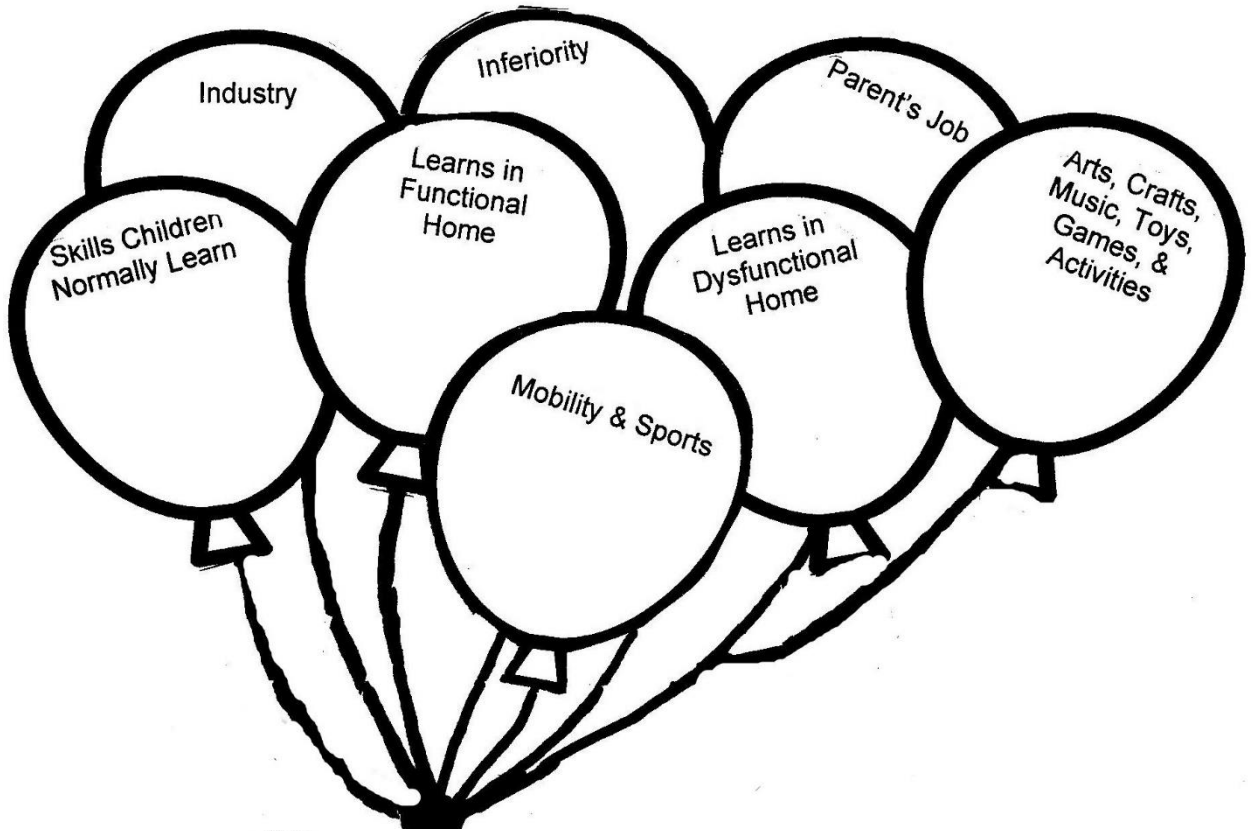 Industry
Inferiority
Parent's Job
Skills Children
Normally Learn
Learns in
Functional
Home
Learns in
Dysfunctional
Home
Arts, Crafts,
Music, Toys,
Games, &
Activities
Mobility & Sports